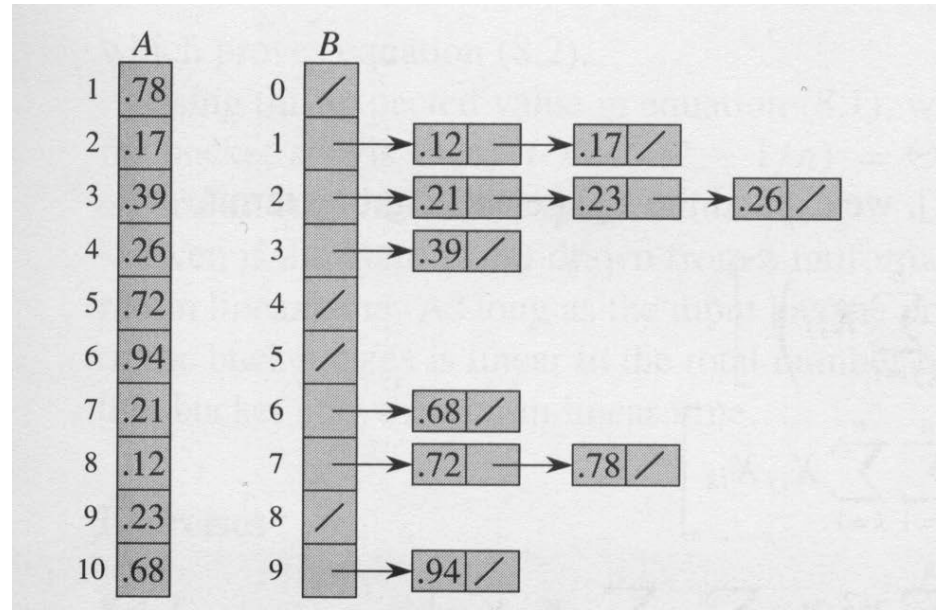 A B
1 .78 0 /
2 .17 1 .12 .17 /
3 .39 2 .21 .23 .26 /
4 .26 3 .39 /
5 .72 4 /
6 .94 5 /
7 .21 6 .68 /
8 .12 7 .72 .78 /
9 .23 8 /
10 .68 9 .94 /